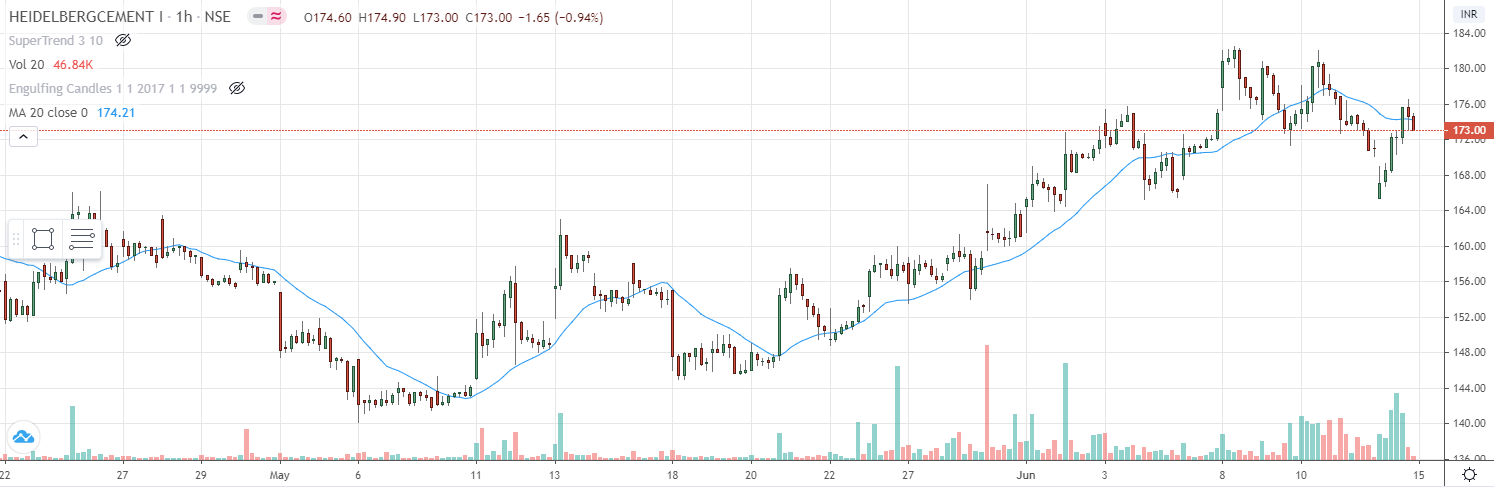 HEIDELBERGCEMENT I · 1h · NSE O174.60 H174.90 L173.00 C173.00 −1.65 (−0.94%)
SuperTrend 3 10
Vol 20 46.84K
Engulfing Candles 1 1 2017 1 1 9999
MA 20 close 0 174.21
INR
184.00
180.00
176.00
173.00
172.00
168.00
164.00
160.00
156.00
152.00
148.00
144.00
140.00
136.00
22 27 29 May 6 11 13 18 20 22 27 Jun 3 8 10 15